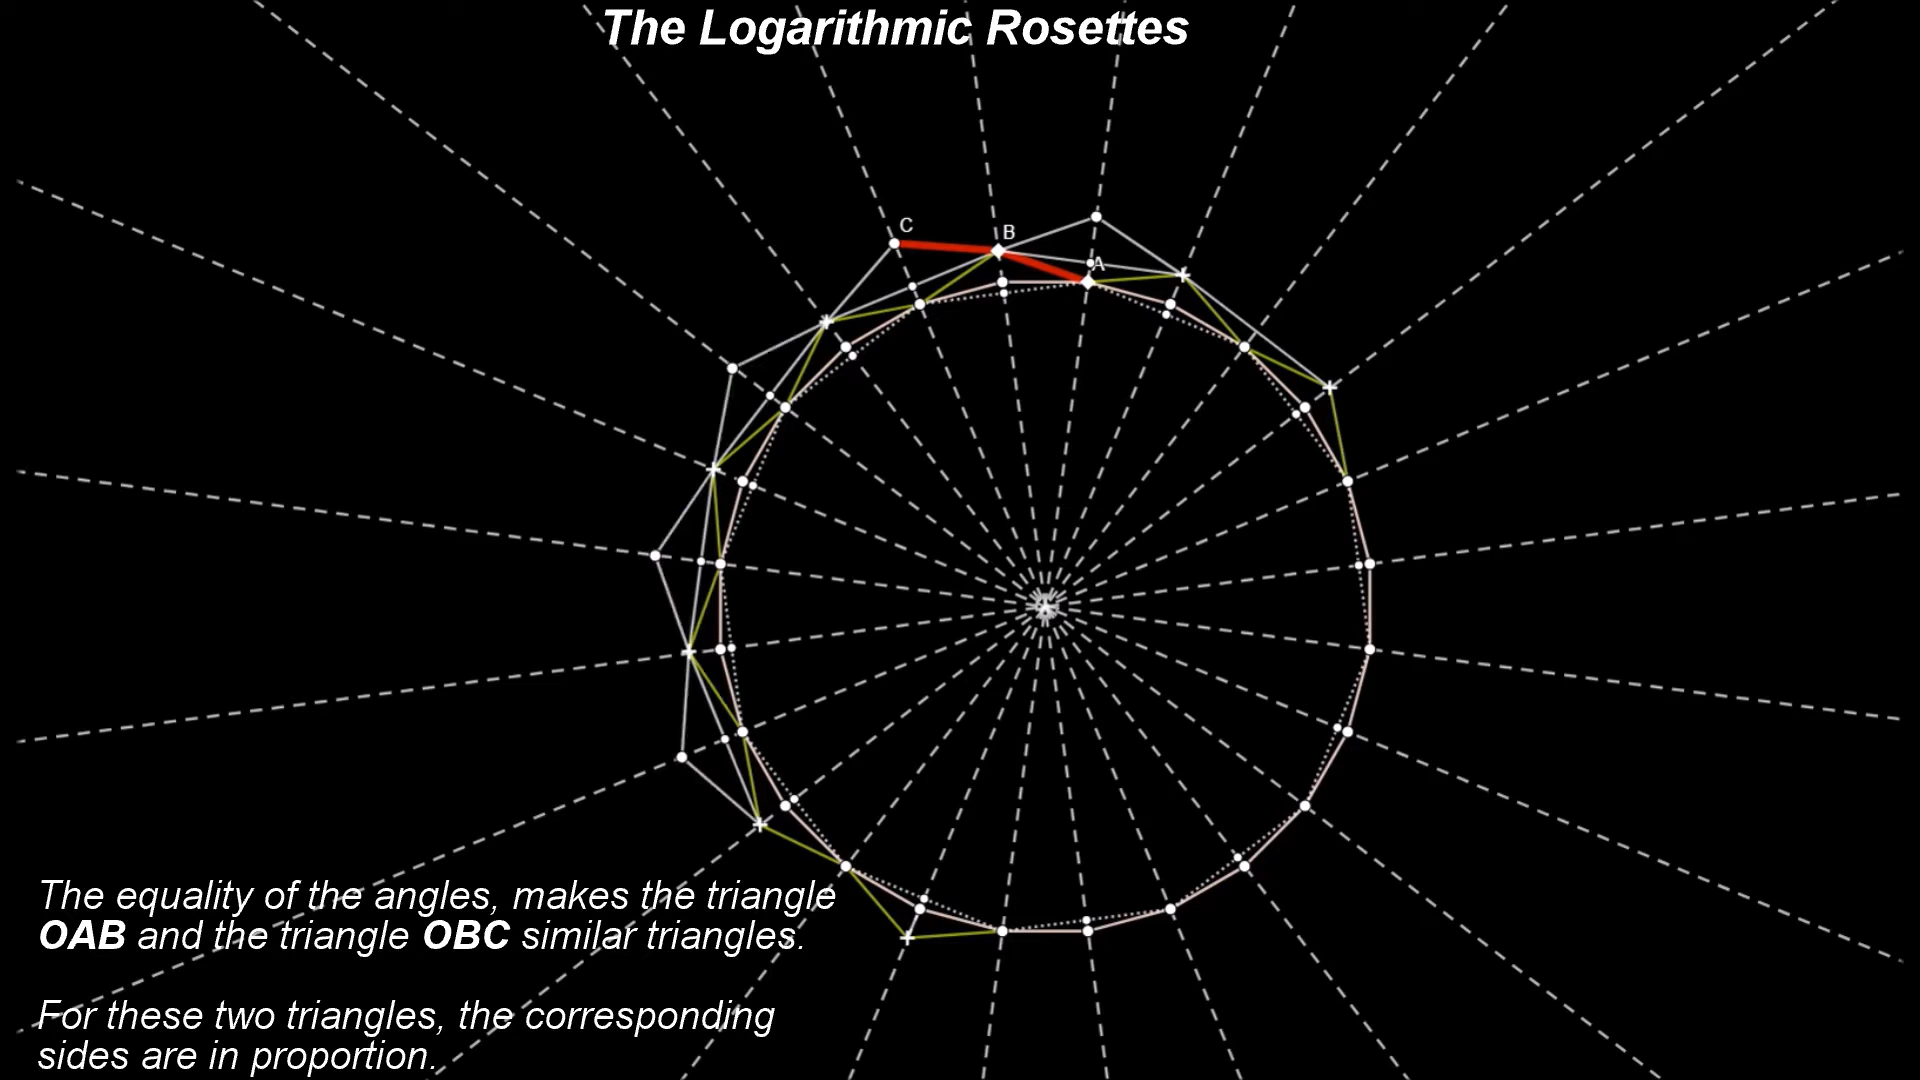 The Logarithmic Rosettes
C
B
A
The equality of the angles, makes the triangle
OAB and the triangle OBC similar triangles.
For these two triangles, the corresponding
sides are in proportion.